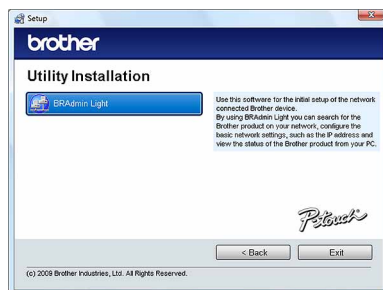 Setup
brother
Utility Installation
BRAdmin Light
Use this software for the initial setup of the network
connected Brother device.
By using BRAdmin Light you can search for the
Brother product on your network, configure the
basic network settings, such as the IP address and
view the status of the Brother product from your PC.
P-touch
< Back
Exit
(c) 2009 Brother Industries, Ltd. All Rights Reserved.